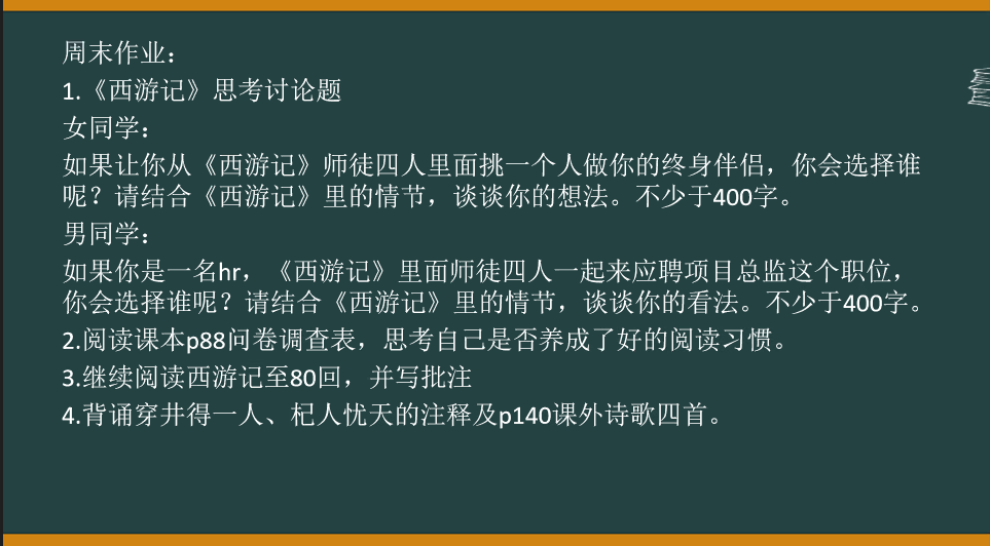 周末作业：
1.《西游记》思考讨论题
女同学：
如果让你从《西游记》师徒四人里面挑一个人做你的终身伴侣，你会选择谁
呢？请结合《西游记》里的情节，谈谈你的想法。不少于400字。
男同学：
如果你是一名hr，《西游记》里面师徒四人一起来应聘项目总监这个职位，
你会选择谁呢？请结合《西游记》里的情节，谈谈你的看法。不少于400字。
2.阅读课本p88问卷调查表，思考自己是否养成了好的阅读习惯。
3.继续阅读西游记至80回，并写批注
4.背诵穿井得一人、杞人忧天的注释及p140课外诗歌四首。